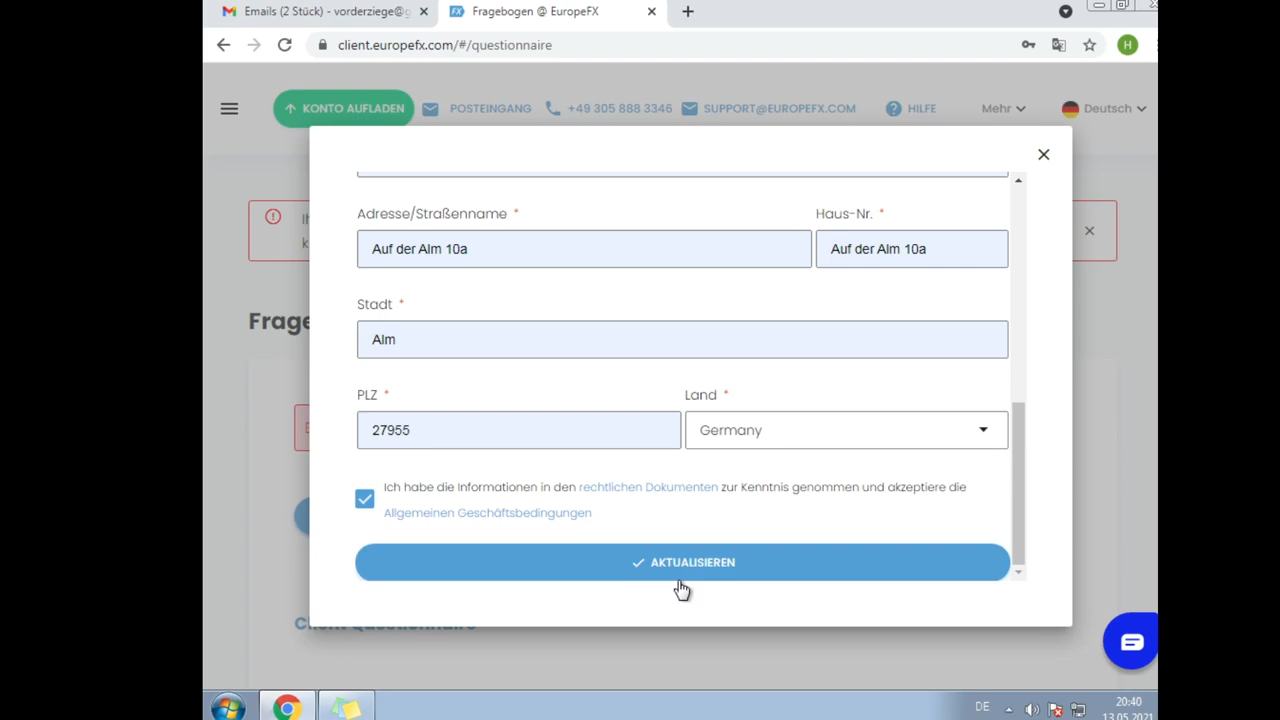 Emails (2 Stück) - vorderziege@g
Fragebogen @ EuropeFX
client.europefx.com/#/questionnaire
H
KONTO AUFLADEN
POSTEINGANG
+49 305 888 3346
SUPPORT@EUROPEFX.COM
HILFE
Mehr
Deutsch
Frage
Adresse/Straßenname *
Haus-Nr. *
Auf der Alm 10a
Auf der Alm 10a
Stadt *
Alm
PLZ *
Land *
27955
Germany
Ich habe die Informationen in den rechtlichen Dokumenten zur Kenntnis genommen und akzeptiere die
Allgemeinen Geschäftsbedingungen
AKTUALISIEREN
Client Questionnaire
DE
20:40
13.05.2021